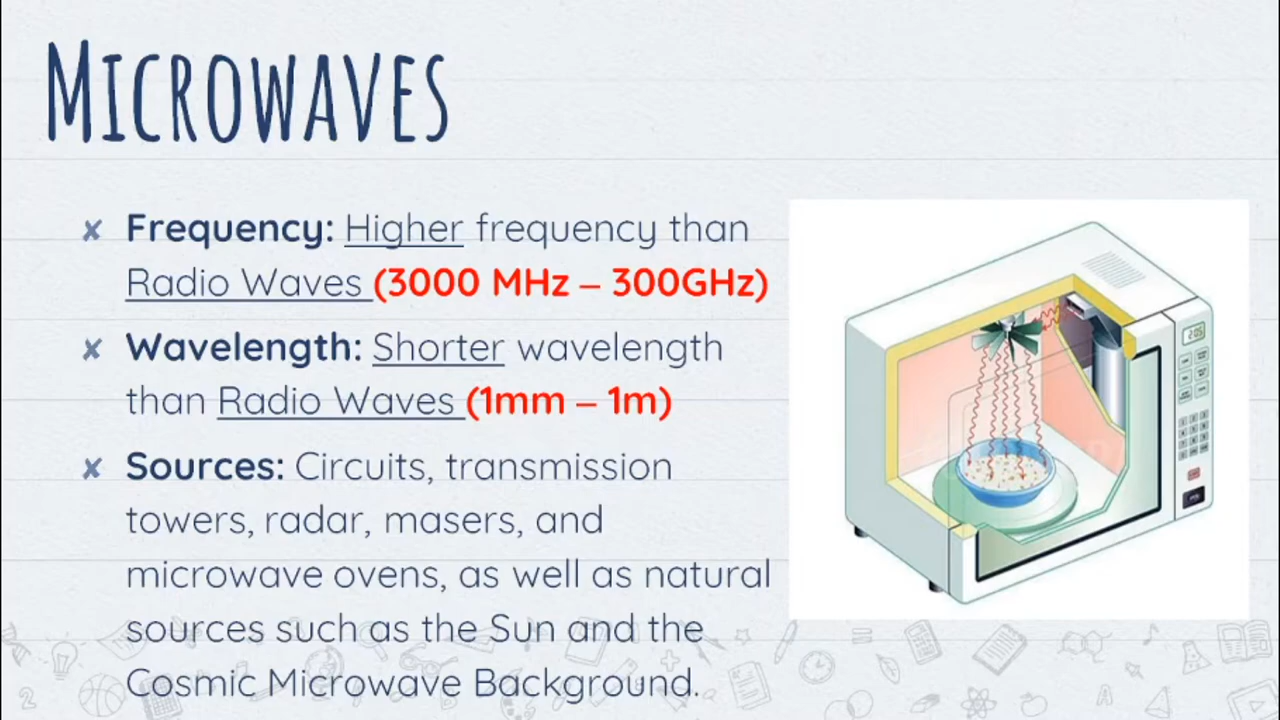 Microwaves
✘ Frequency: Higher frequency than
Radio Waves (3000 MHz – 300GHz)
✘ Wavelength: Shorter wavelength
than Radio Waves (1mm – 1m)
✘ Sources: Circuits, transmission
towers, radar, masers, and
microwave ovens, as well as natural
sources such as the Sun and the
Cosmic Microwave Background.